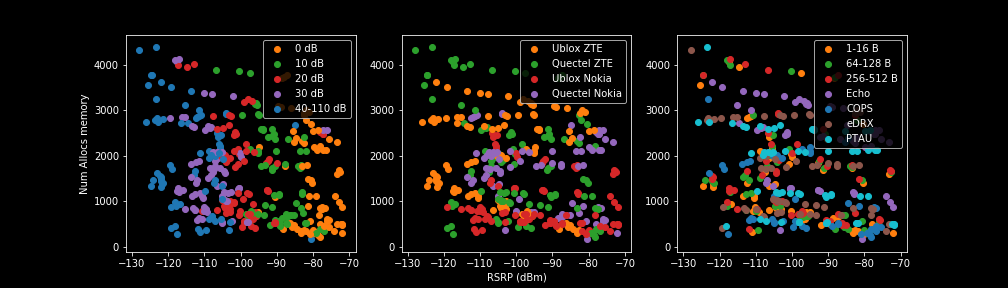 0 dB
10 dB
20 dB
30 dB
40-110 dB
Num Allocs memory
4000
3000
2000
1000
0
−130 −120 −110 −100 −90 −80 −70
Ublox ZTE
Quectel ZTE
Ublox Nokia
Quectel Nokia
4000
3000
2000
1000
0
−130 −120 −110 −100 −90 −80 −70
RSRP (dBm)
1-16 B
64-128 B
256-512 B
Echo
COPS
eDRX
PTAU
4000
3000
2000
1000
0
−130 −120 −110 −100 −90 −80 −70